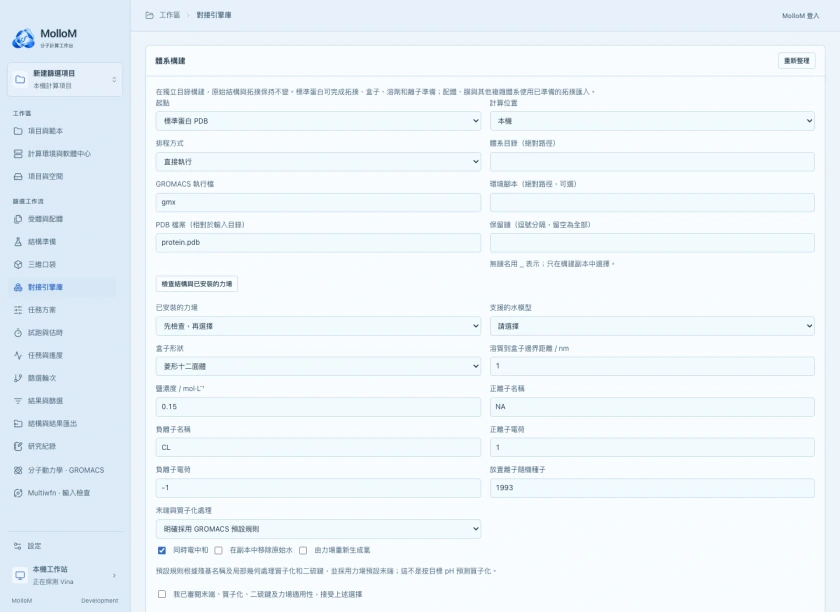 MolloM
分子計算工作台
新建篩選項目
本機計算項目
工作區
項目與範本
計算環境與軟體中心
項目與空間
篩選工作流
受體與配體
結構準備
三維口袋
對接引擎庫
任務方案
試跑與估時
任務與進度
篩選輪次
結果與篩選
結構與結果匯出
研究紀錄
分子動力學 · GROMACS
Multiwfn · 輸入檢查
設定
本機工作站
正在探測 Vina
MolloM Development
工作區 › 對接引擎庫
MolloM 登入
體系構建
重新整理
在獨立目錄構建，原始結構與拓撲保持不變。標準蛋白可完成拓撲、盒子、溶劑和離子準備；配體、膜與其他複雜體系使用已準備的拓撲匯入。
起點
標準蛋白 PDB
計算位置
本機
排程方式
直接執行
體系目錄（絕對路徑）
GROMACS 執行檔
gmx
環境腳本（絕對路徑，可選）
PDB 檔案（相對於輸入目錄）
protein.pdb
保留鏈（逗號分隔，留空為全部）
無鏈名用 _ 表示；只在構建副本中選擇。
檢查結構與已安裝的力場
已安裝的力場
先檢查，再選擇
支援的水模型
請選擇
盒子形狀
菱形十二面體
溶質到盒子邊界距離 / nm
1
鹽濃度 / mol·L⁻¹
0.15
正離子名稱
NA
負離子名稱
CL
正離子電荷
1
負離子電荷
-1
放置離子隨機種子
1993
末端與質子化處理
明確採用 GROMACS 預設規則
同時電中和 在副本中移除原始水 由力場重新生成氫
預設規則根據殘基名稱及局部幾何處理質子化和二硫鍵，並採用力場預設末端；這不是按目標 pH 預測質子化。
我已審閱末端、質子化、二硫鍵及力場適用性，接受上述選擇